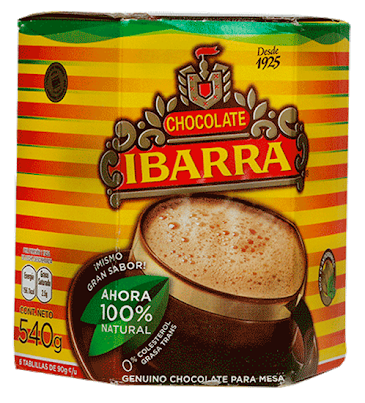 Desde
1925
CHOCOLATE
IBARRA
¡MISMO
GRAN SABOR!
AHORA
100%
NATURAL
0% COLESTEROL
GRASA TRANS
CONT. NETO
540g
6 TABLILLAS DE 90g c/u
GENUINO CHOCOLATE PARA MESA